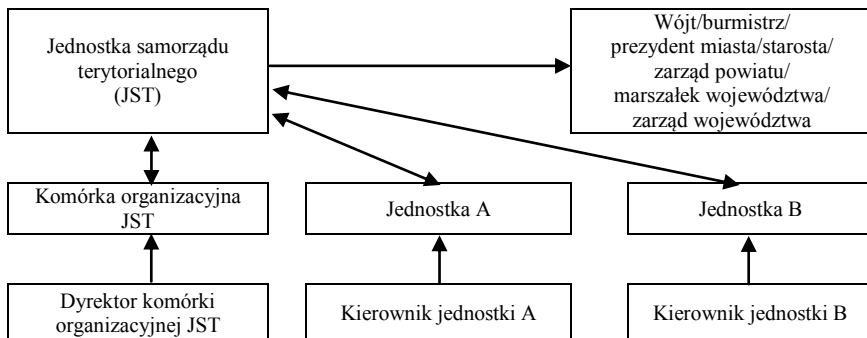 Jednostka samorządu
terytorialnego
(JST)
Wójt/burmistrz/
prezydent miasta/starosta/
zarząd powiatu/
marszałek województwa/
zarząd województwa
Komórka organizacyjna
JST
Jednostka A
Jednostka B
Dyrektor komórki
organizacyjnej JST
Kierownik jednostki A
Kierownik jednostki B